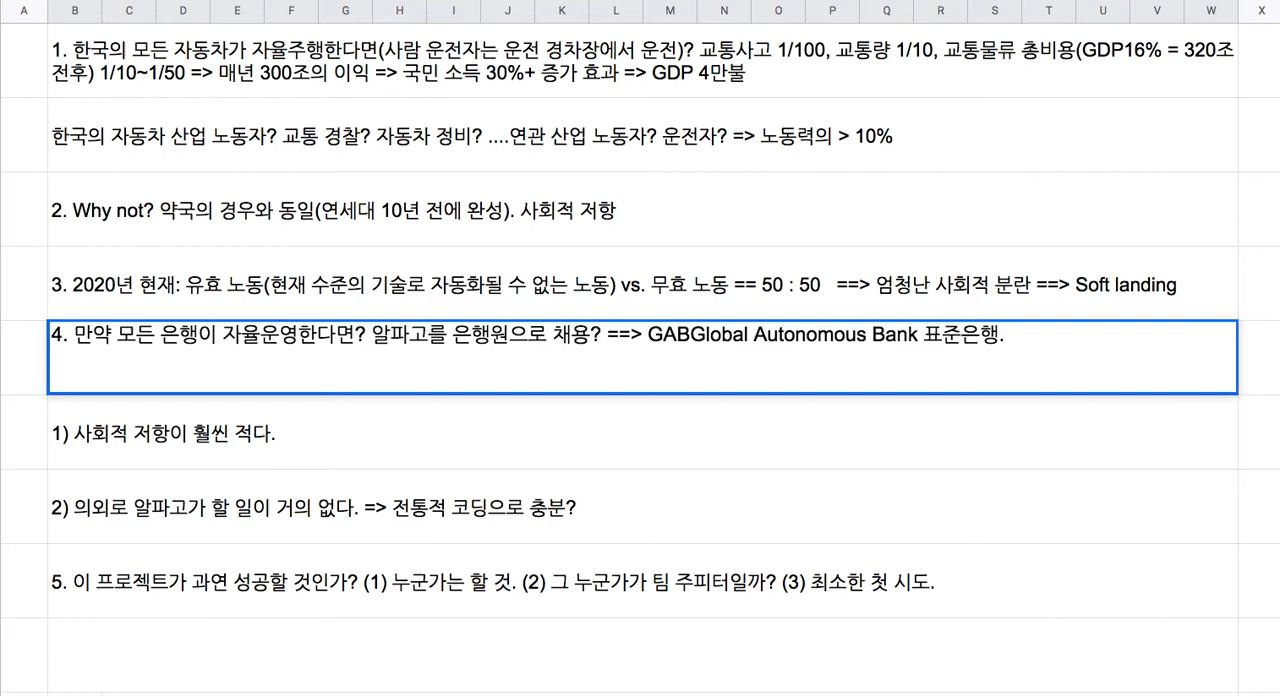 A B C D E F G H I J K L M N O P Q R S T U V W X
1. 한국의 모든 자동차가 자율주행한다면(사람 운전자는 운전 경차장에서 운전)? 교통사고 1/100, 교통량 1/10, 교통물류 총비용(GDP16% = 320조
전후) 1/10~1/50 => 매년 300조의 이익 => 국민 소득 30%+ 증가 효과 => GDP 4만불
한국의 자동차 산업 노동자? 교통 경찰? 자동차 정비? ....연관 산업 노동자? 운전자? => 노동력의 > 10%
2. Why not? 약국의 경우와 동일(연세대 10년 전에 완성). 사회적 저항
3. 2020년 현재: 유효 노동(현재 수준의 기술로 자동화될 수 없는 노동) vs. 무효 노동 == 50 : 50 ==> 엄청난 사회적 분란 ==> Soft landing
4. 만약 모든 은행이 자율운영한다면? 알파고를 은행원으로 채용? ==> GABGlobal Autonomous Bank 표준은행.
1) 사회적 저항이 훨씬 적다.
2) 의외로 알파고가 할 일이 거의 없다. => 전통적 코딩으로 충분?
5. 이 프로젝트가 과연 성공할 것인가? (1) 누군가는 할 것. (2) 그 누군가가 팀 주피터일까? (3) 최소한 첫 시도.